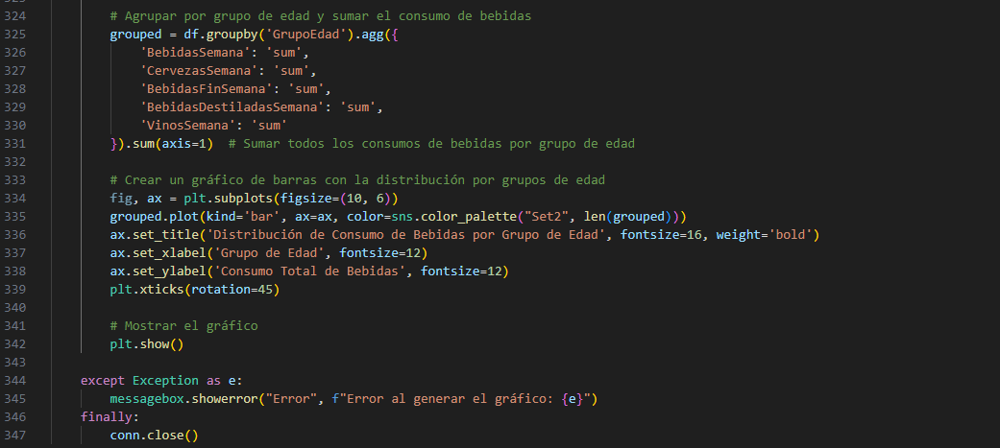 324 # Agrupar por grupo de edad y sumar el consumo de bebidas
325 grouped = df.groupby('GrupoEdad').agg({
326 'BebidasSemana': 'sum',
327 'CervezasSemana': 'sum',
328 'BebidasFinSemana': 'sum',
329 'BebidasDestiladasSemana': 'sum',
330 'VinosSemana': 'sum'
331 }).sum(axis=1)  # Sumar todos los consumos de bebidas por grupo de edad
332
333 # Crear un gráfico de barras con la distribución por grupos de edad
334 fig, ax = plt.subplots(figsize=(10, 6))
335 grouped.plot(kind='bar', ax=ax, color=sns.color_palette("Set2", len(grouped)))
336 ax.set_title('Distribución de Consumo de Bebidas por Grupo de Edad', fontsize=16, weight='bold')
337 ax.set_xlabel('Grupo de Edad', fontsize=12)
338 ax.set_ylabel('Consumo Total de Bebidas', fontsize=12)
339 plt.xticks(rotation=45)
340
341 # Mostrar el gráfico
342 plt.show()
343
344 except Exception as e:
345 messagebox.showerror("Error", f"Error al generar el gráfico: {e}")
346 finally:
347 conn.close()